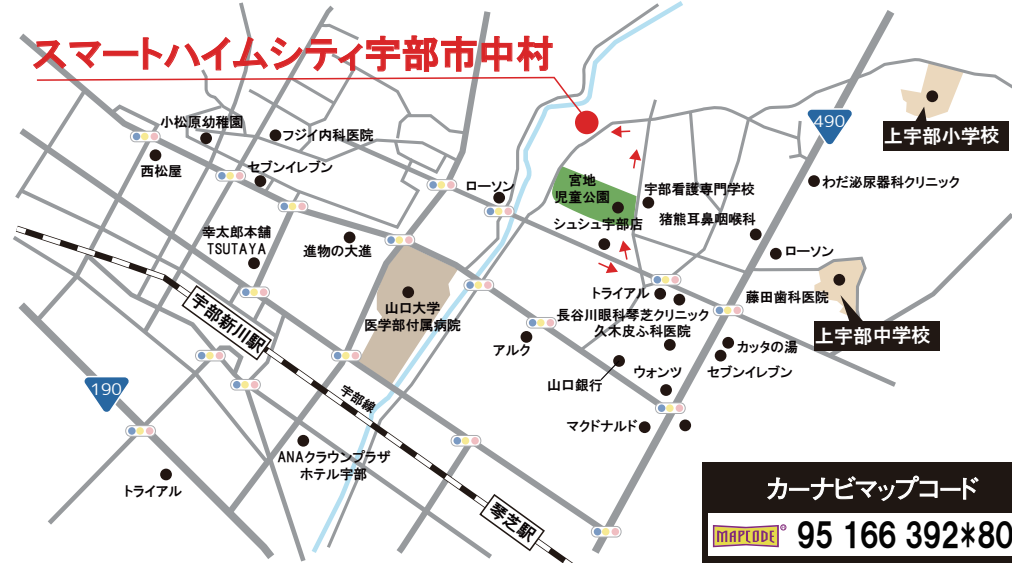 スマートハイムシティ宇部市中村
490
上宇部小学校
小松原幼稚園
フジイ内科医院
西松屋
セブンイレブン
ローソン
宮地
児童公園
宇部看護専門学校
わだ泌尿器科クリニック
猪熊耳鼻咽喉科
シュシュ宇部店
幸太郎本舗
TSUTAYA
進物の大進
ローソン
山口大学
医学部付属病院
トライアル
藤田歯科医院
長谷川眼科琴芝クリニック
久木皮ふ科医院
上宇部中学校
宇部新川駅
アルク
カッタの湯
セブンイレブン
山口銀行
ウォンツ
190
宇部線
マクドナルド
ANAクラウンプラザ
ホテル宇部
トライアル
琴芝駅
カーナビマップコード
MAPCODE
95 166 392*80